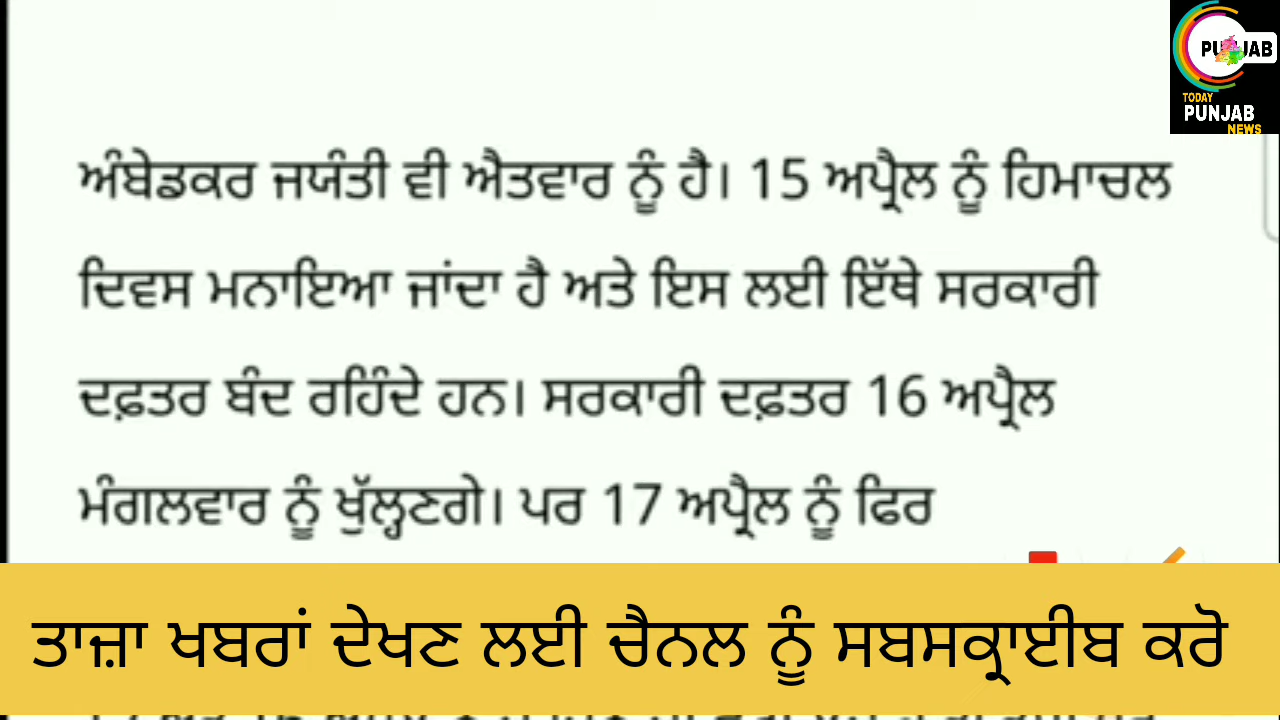 PUNJAB
TODAY
PUNJAB
NEWS
ਅੰਬੇਡਕਰ ਜਯੰਤੀ ਵੀ ਐਤਵਾਰ ਨੂੰ ਹੈ। 15 ਅਪ੍ਰੈਲ ਨੂੰ ਹਿਮਾਚਲ
ਦਿਵਸ ਮਨਾਇਆ ਜਾਂਦਾ ਹੈ ਅਤੇ ਇਸ ਲਈ ਇੱਥੇ ਸਰਕਾਰੀ
ਦਫ਼ਤਰ ਬੰਦ ਰਹਿੰਦੇ ਹਨ। ਸਰਕਾਰੀ ਦਫ਼ਤਰ 16 ਅਪ੍ਰੈਲ
ਮੰਗਲਵਾਰ ਨੂੰ ਖੁੱਲ੍ਹਣਗੇ। ਪਰ 17 ਅਪ੍ਰੈਲ ਨੂੰ ਫਿਰ
ਤਾਜ਼ਾ ਖਬਰਾਂ ਦੇਖਣ ਲਈ ਚੈਨਲ ਨੂੰ ਸਬਸਕ੍ਰਾਈਬ ਕਰੋ